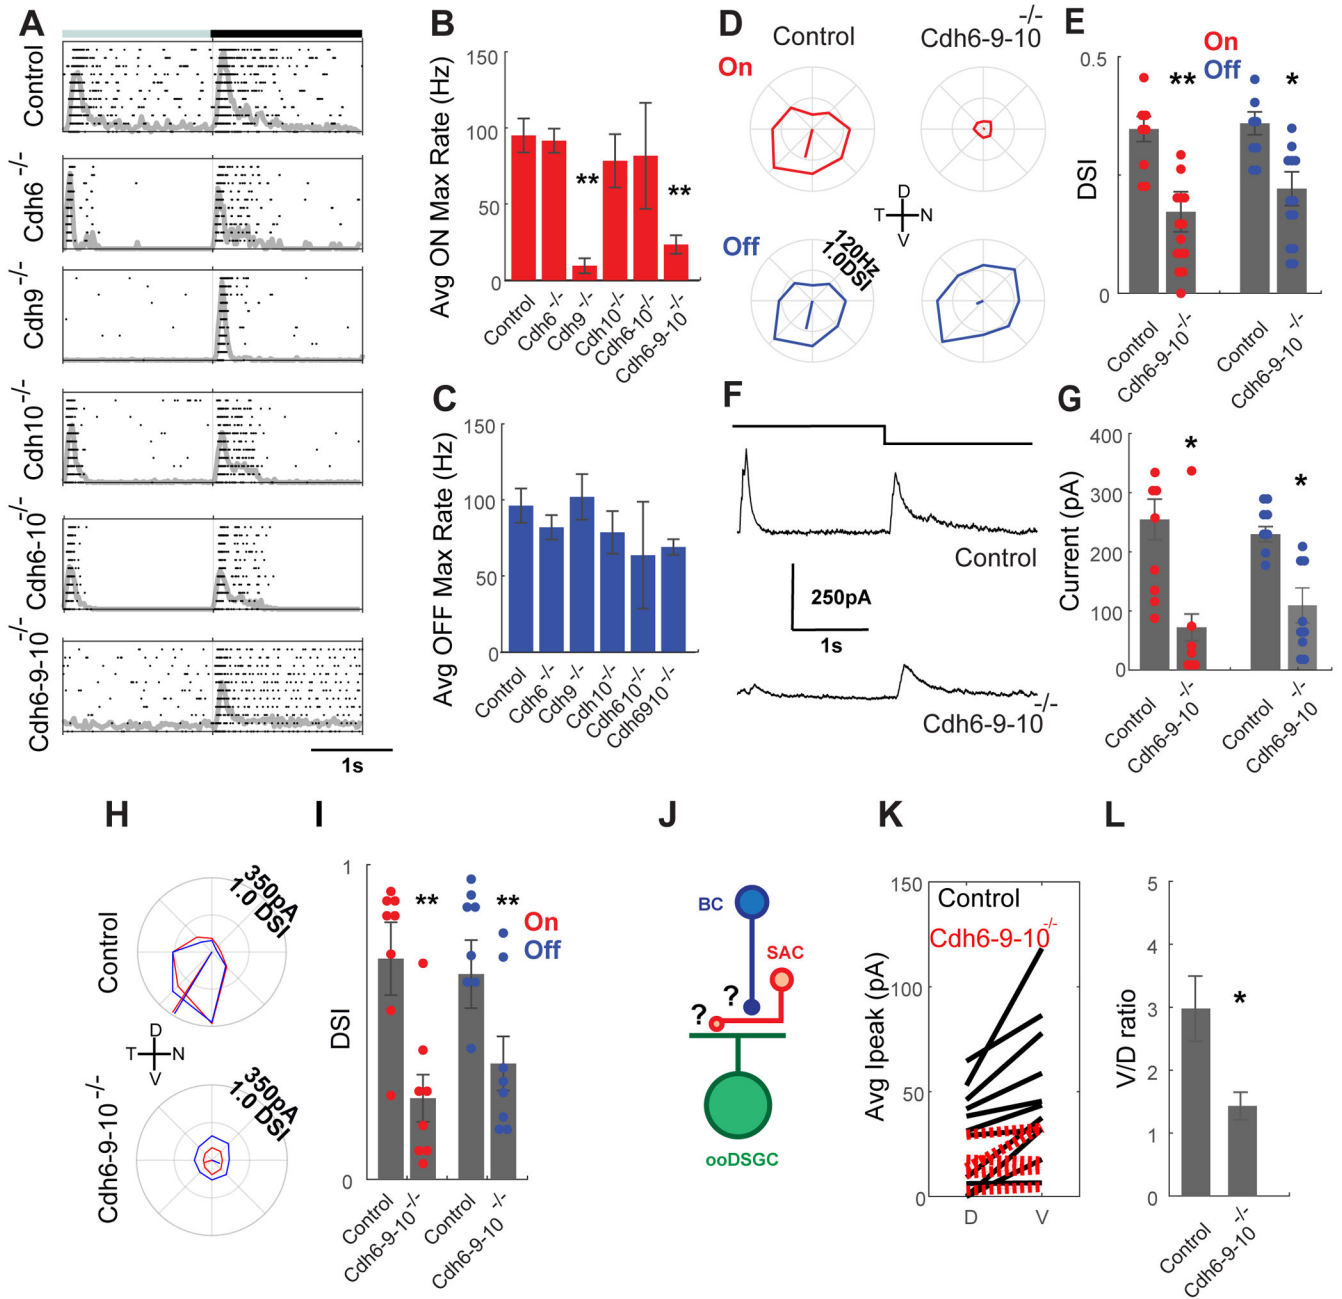 A
Control
Cdh6-/-
Cdh9-/-
Cdh10-/-
Cdh6-10-/-
Cdh6-9-10-/-
1s
B
Avg ON Max Rate (Hz)
150
100
50
0
**
**
Control
Cdh6-/-
Cdh9-/-
Cdh10-/-
Cdh6-10-/-
Cdh6-9-10-/-
C
Avg OFF Max Rate (Hz)
150
100
50
0
Control
Cdh6-/-
Cdh9-/-
Cdh10-/-
Cdh610-/-
Cdh6910-/-
D
Control
Cdh6-9-10-/-
On
Off
120Hz
1.0DSI
D
T N
V
E
On
Off
DSI
0.5
0
**
*
Control
Cdh6-9-10-/-
Control
Cdh6-9-10-/-
F
Control
250pA
1s
Cdh6-9-10-/-
G
Current (pA)
400
300
200
100
0
*
*
Control
Cdh6-9-10-/-
Control
Cdh6-9-10-/-
H
Control
350pA
1.0 DSI
D
T N
V
Cdh6-9-10-/-
350pA
1.0 DSI
I
DSI
1
0
**
**
On
Off
Control
Cdh6-9-10-/-
Control
Cdh6-9-10-/-
J
BC
SAC
?
?
ooDSGC
K
Avg Ipeak (pA)
150
100
50
0
Control
Cdh6-9-10-/-
D V
L
V/D ratio
5
4
3
2
1
0
*
Control
Cdh6-9-10-/-